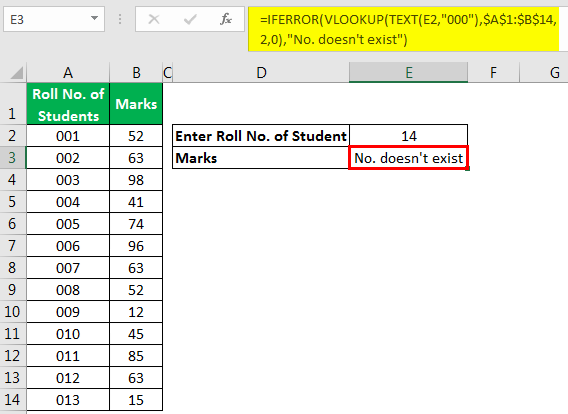 E3 fx =IFERROR(VLOOKUP(TEXT(E2,"000"),$A$1:$B$14,
2,0),"No. doesn't exist")
A B C D E F G
1 Roll No. of
Students Marks
2 001 52 Enter Roll No. of Student 14
3 002 63 Marks No. doesn't exist
4 003 98
5 004 41
6 005 74
7 006 96
8 007 63
9 008 52
10 009 12
11 010 45
12 011 85
13 012 63
14 013 15